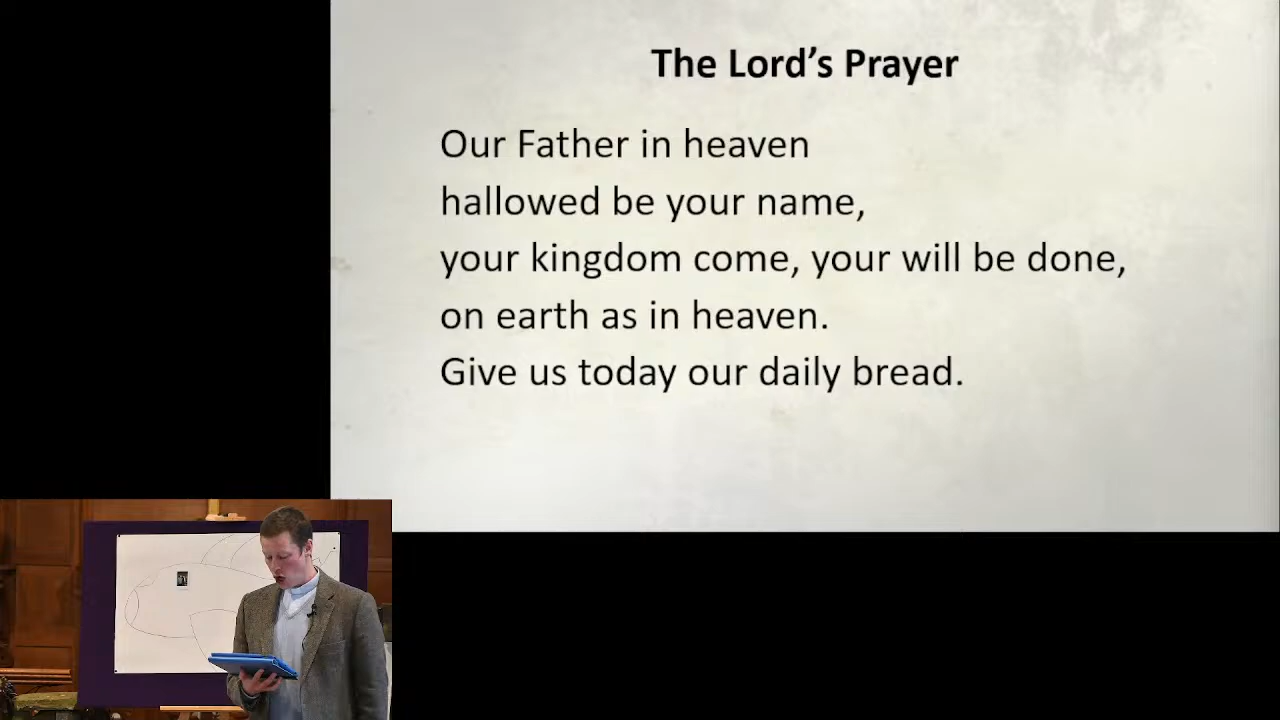 The Lord's Prayer
Our Father in heaven
hallowed be your name,
your kingdom come, your will be done,
on earth as in heaven.
Give us today our daily bread.